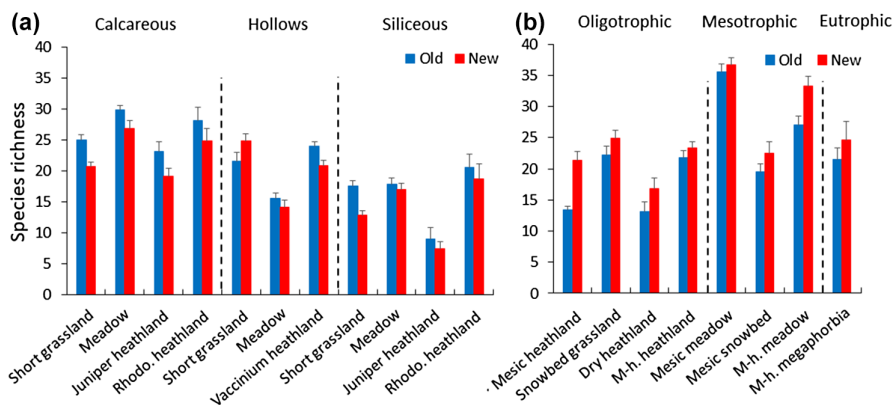 (a)
Calcareous
Hollows
Siliceous
Old
New
Species richness
40
35
30
25
20
15
10
5
0
Short grassland
Meadow
Juniper heathland
Rhodo. heathland
Short grassland
Meadow
Vaccinium heathland
Short grassland
Meadow
Juniper heathland
Rhodo. heathland
(b)
Oligotrophic
Mesotrophic
Eutrophic
Old
New
40
35
30
25
20
15
10
5
0
Mesic heathland
Snowbed grassland
Dry heathland
M-h. heathland
Mesic meadow
Mesic snowbed
M-h. meadow
M-h. megaphorbia